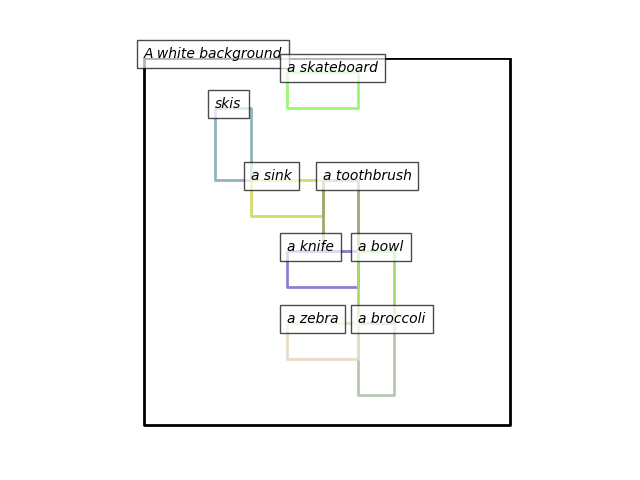 A white background
a skateboard
skis
a sink
a toothbrush
a knife
a bowl
a zebra
a broccoli